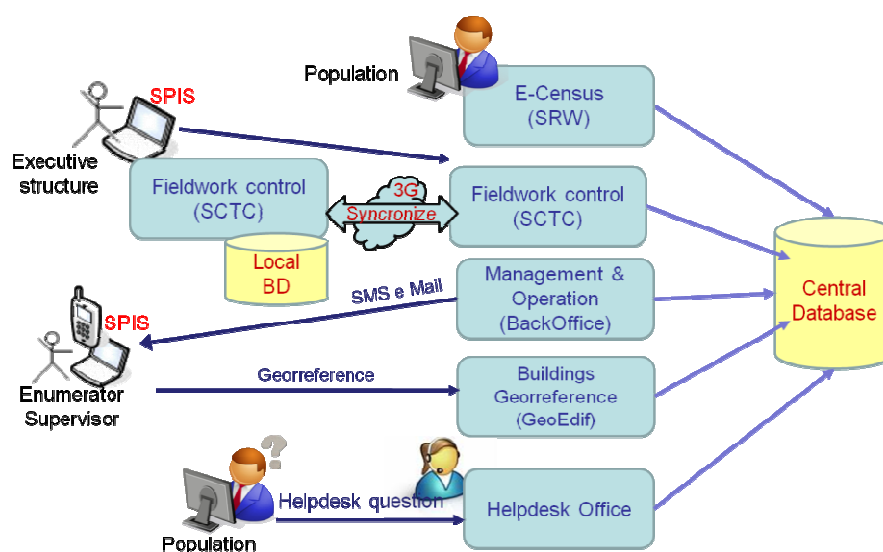 Population
E-Census
(SRW)
SPIS
Executive
structure
Fieldwork control
(SCTC)
3G
Syncronize
Fieldwork control
(SCTC)
Local
BD
Central
Database
SMS e Mail
Management &
Operation
(BackOffice)
SPIS
Enumerator
Supervisor
Georreference
Buildings
Georreference
(GeoEdif)
?
Helpdesk question
Helpdesk Office
Population